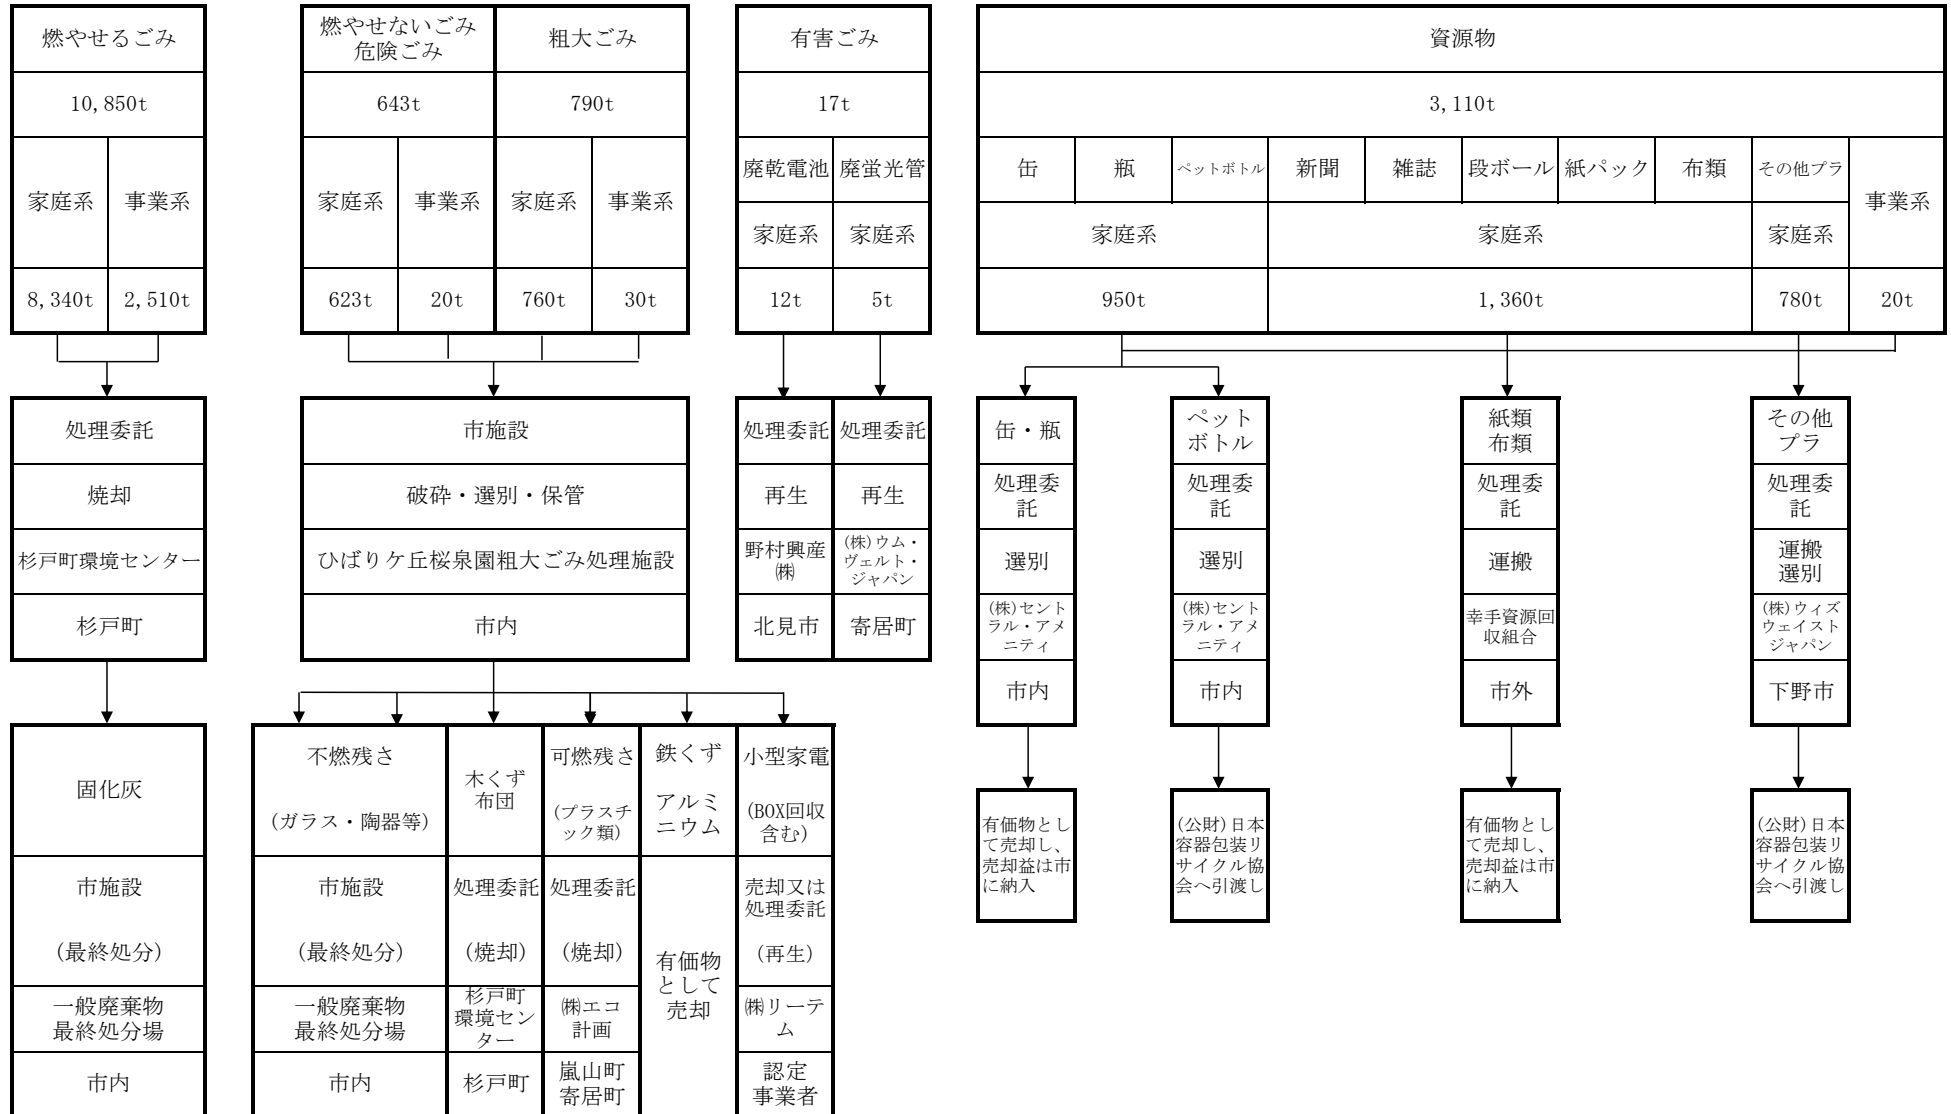 燃やせるごみ
10,850t
家庭系
事業系
8,340t
2,510t
処理委託
焼却
杉戸町環境センター
杉戸町
固化灰
市施設
(最終処分)
一般廃棄物
最終処分場
市内
燃やせないごみ
危険ごみ
粗大ごみ
643t
790t
家庭系
事業系
家庭系
事業系
623t
20t
760t
30t
市施設
破砕・選別・保管
ひばりケ丘桜泉園粗大ごみ処理施設
市内
不燃残さ
(ガラス・陶器等)
市施設
(最終処分)
一般廃棄物
最終処分場
市内
木くず
布団
処理委託
(焼却)
杉戸町
環境セン
ター
杉戸町
可燃残さ
(プラスチ
ック類)
処理委託
(焼却)
㈱エコ
計画
嵐山町
寄居町
鉄くず
アルミ
ニウム
有価物
として
売却
小型家電
(BOX回収
含む)
売却又は
処理委託
(再生)
㈱リーテ
ム
認定
事業者
有害ごみ
17t
廃乾電池
廃蛍光管
家庭系
家庭系
12t
5t
処理委託
再生
野村興産
㈱
北見市
処理委託
再生
(株)ウム・
ヴェルト・
ジャパン
寄居町
資源物
3,110t
缶
瓶
ペットボトル
新聞
雑誌
段ボール
紙パック
布類
その他プラ
事業系
家庭系
家庭系
家庭系
950t
1,360t
780t
20t
缶・瓶
処理委
託
選別
(株)セント
ラル・アメ
ニティ
市内
有価物とし
て売却し、
売却益は市
に納入
ペット
ボトル
処理委
託
選別
(株)セント
ラル・アメ
ニティ
市内
(公財)日本
容器包装リ
サイクル協
会へ引渡し
紙類
布類
処理委
託
運搬
幸手資源回
収組合
市外
有価物とし
て売却し、
売却益は市
に納入
その他
プラ
処理委
託
運搬
選別
(株)ウィズ
ウェイスト
ジャパン
下野市
(公財)日本
容器包装リ
サイクル協
会へ引渡し